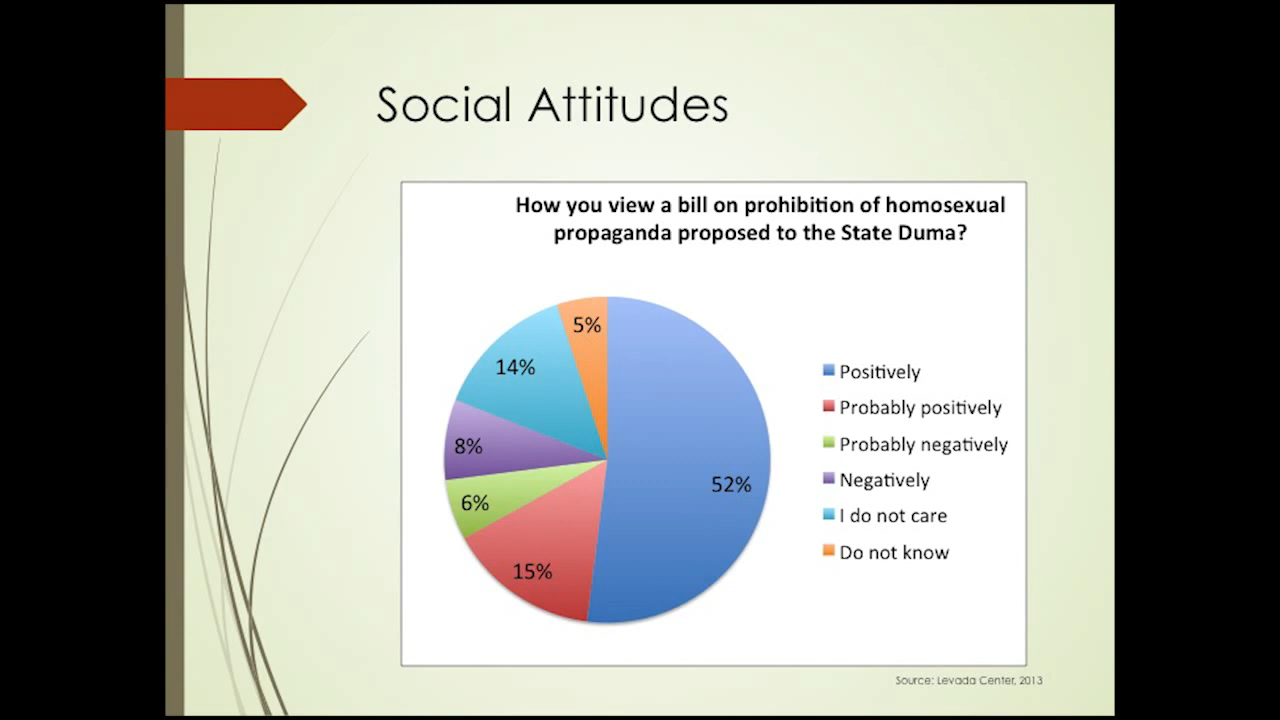 Social Attitudes
How you view a bill on prohibition of homosexual
propaganda proposed to the State Duma?
5%
14%
8%
6%
15%
52%
Positively
Probably positively
Probably negatively
Negatively
I do not care
Do not know
Source: Levada Center, 2013